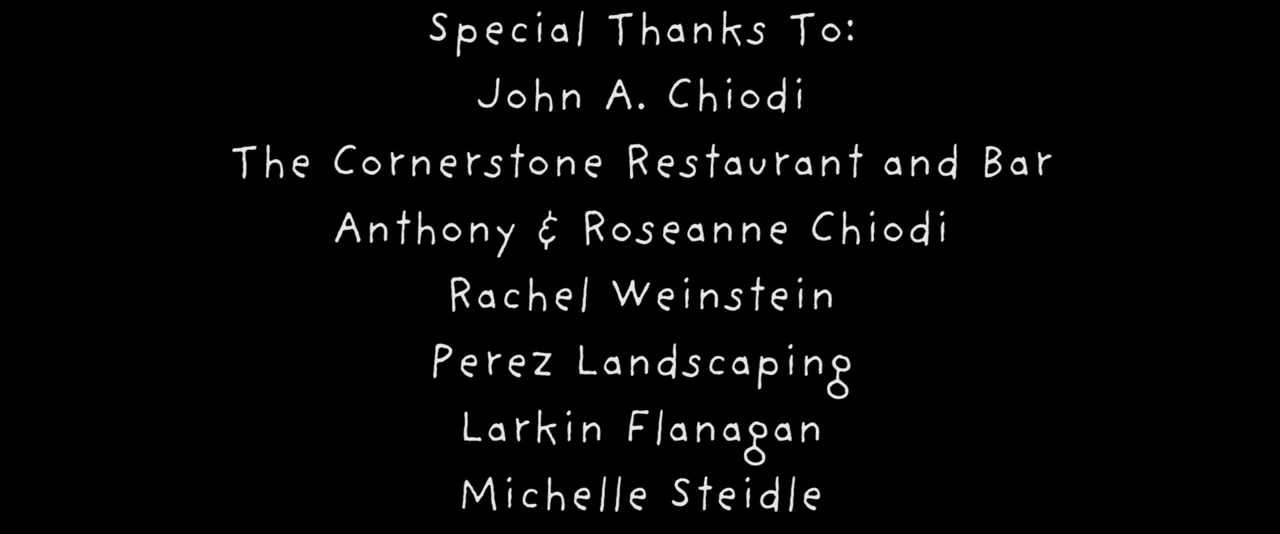 Special Thanks To:
John A. Chiodi
The Cornerstone Restaurant and Bar
Anthony & Roseanne Chiodi
Rachel Weinstein
Perez Landscaping
Larkin Flanagan
Michelle Steidle